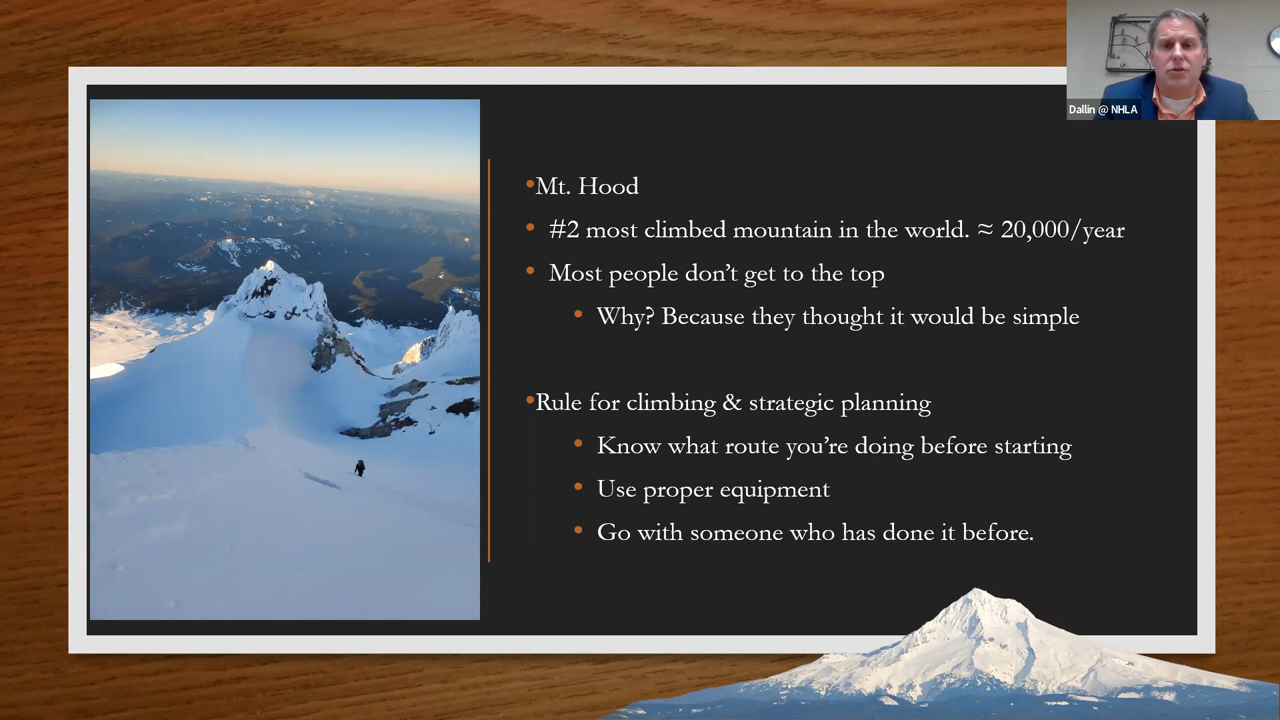 Dallin @ NHLA
•Mt. Hood
• #2 most climbed mountain in the world. ≈ 20,000/year
• Most people don’t get to the top
• Why? Because they thought it would be simple
•Rule for climbing & strategic planning
• Know what route you’re doing before starting
• Use proper equipment
• Go with someone who has done it before.